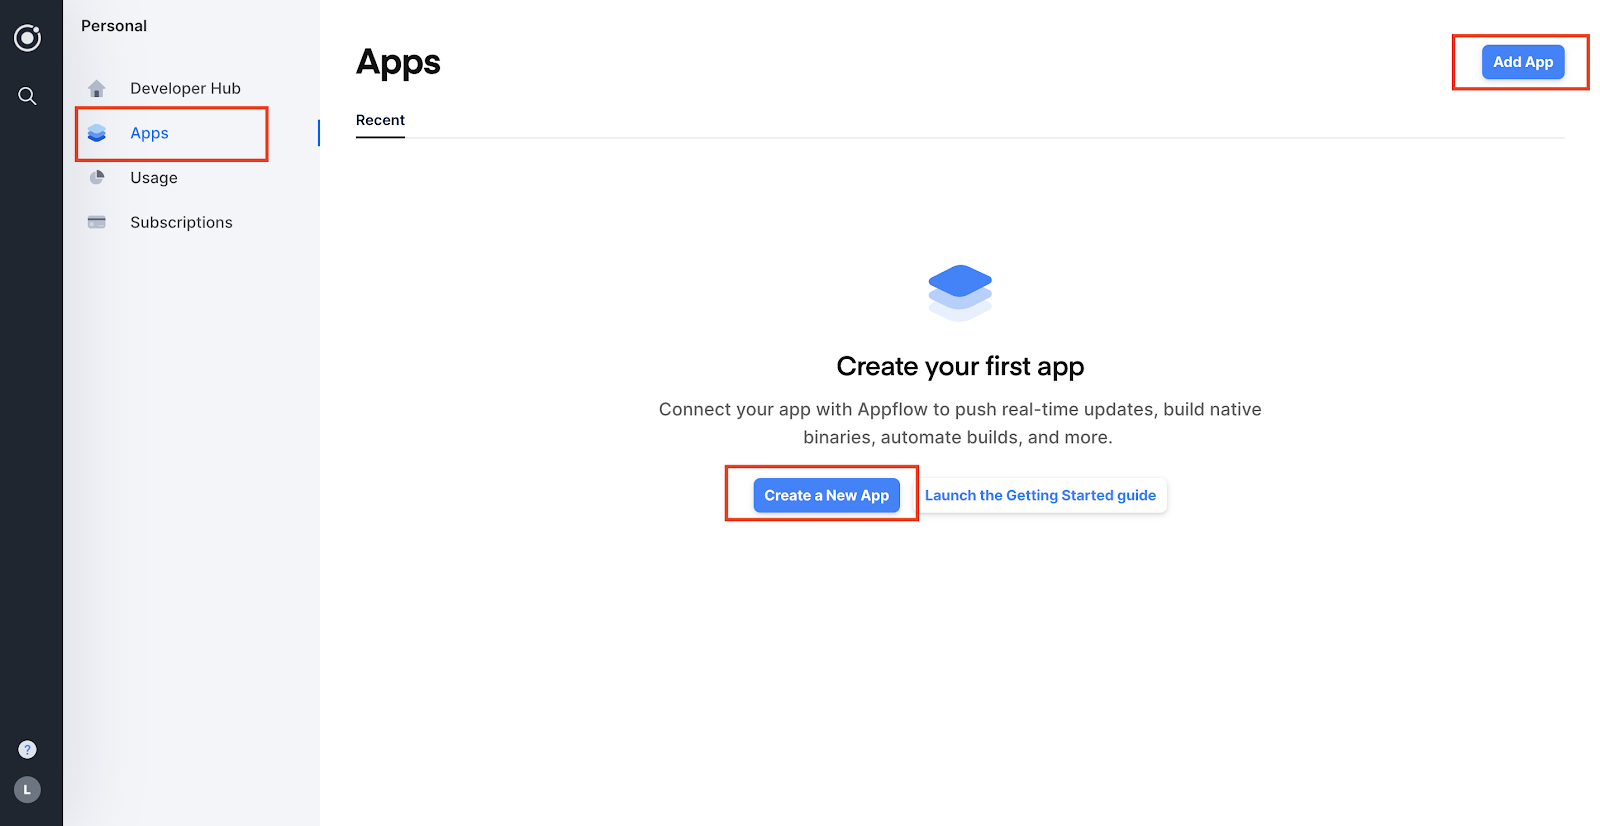 Personal
Developer Hub
Apps
Usage
Subscriptions
?
L
Apps
Add App
Recent
Create your first app
Connect your app with Appflow to push real-time updates, build native
binaries, automate builds, and more.
Create a New App
Launch the Getting Started guide